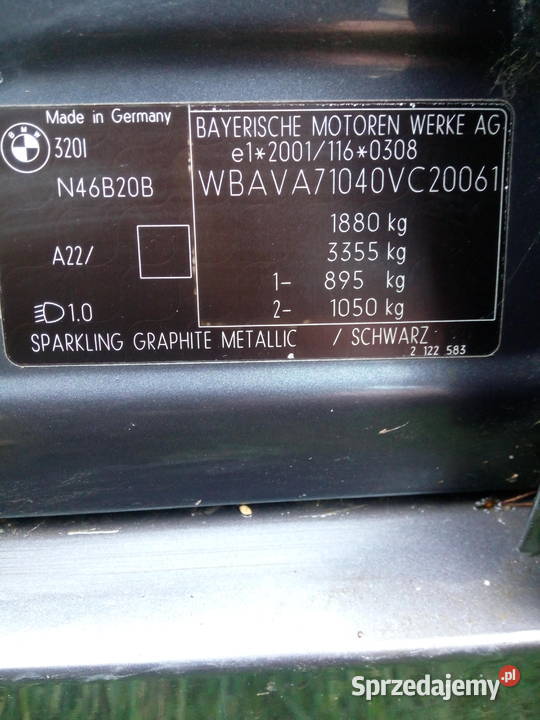 Made in Germany
BMW
320I
N46B20B
A22/
1.0
BAYERISCHE MOTOREN WERKE AG
e1*2001/116*0308
WBAVA71040VC20061
1880 kg
3355 kg
1- 895 kg
2- 1050 kg
SPARKLING GRAPHITE METALLIC / SCHWARZ
2 122 583
Sprzedajemy.pl